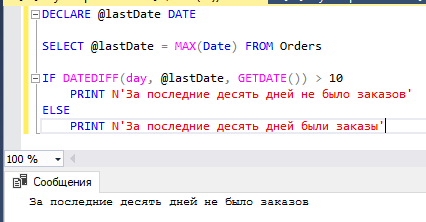 DECLARE @lastDate DATE
SELECT @lastDate = MAX(Date) FROM Orders
IF DATEDIFF(day, @lastDate, GETDATE()) > 10
PRINT N'За последние десять дней не было заказов'
ELSE
PRINT N'За последние десять дней были заказы'
100 %
Сообщения
За последние десять дней не было заказов